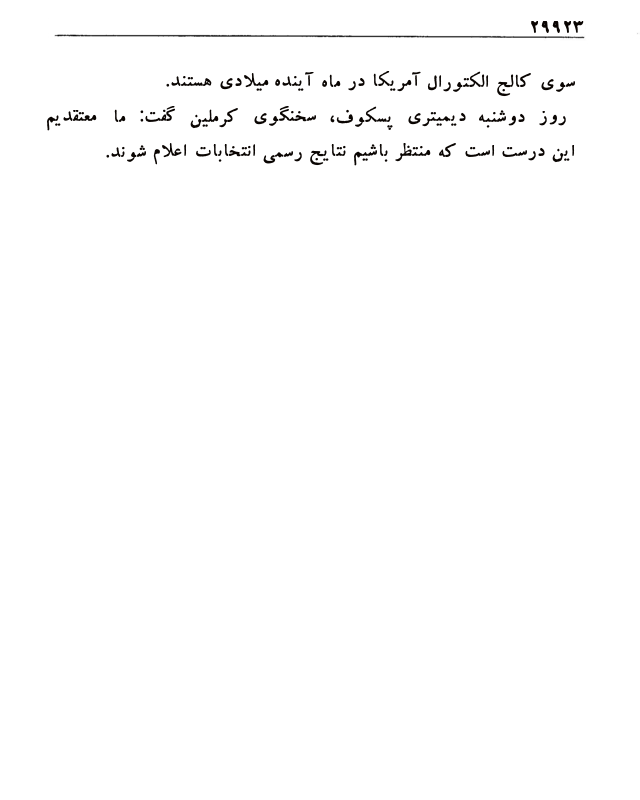 ۲۹۹۲۳
سوی کالج الکتورال آمریکا در ماه آینده میلادی هستند.
روز دوشنبه دیمیتری پسکوف، سخنگوی کرملین گفت: ما معتقدیم
این درست است که منتظر باشیم نتایج رسمی انتخابات اعلام شوند.